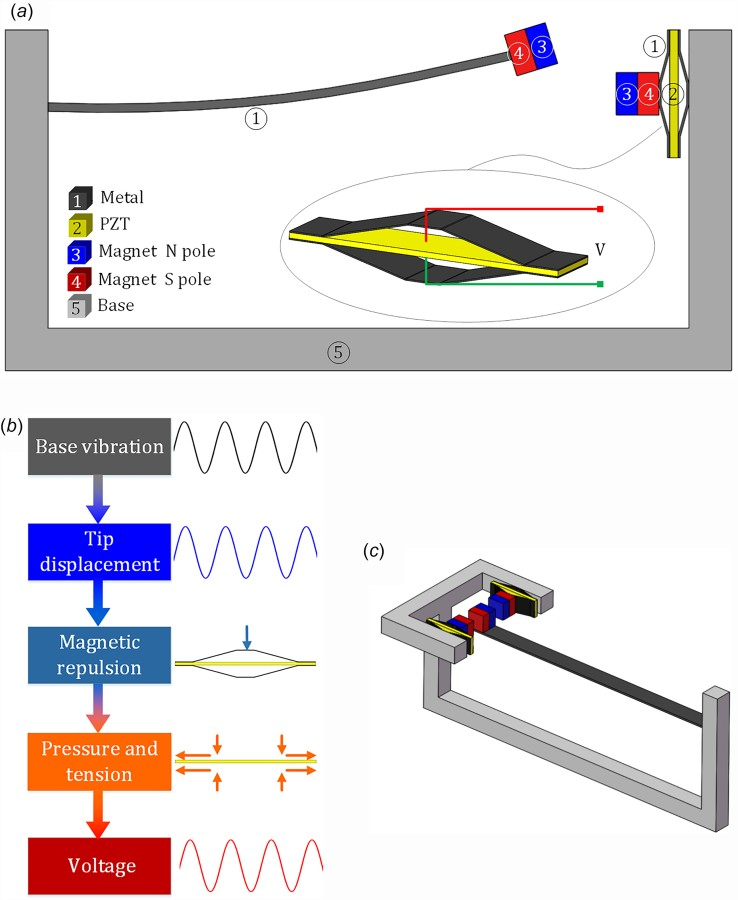 (a)
4 3
1
3 4 2
1
1 Metal
2 PZT
3 Magnet N pole
4 Magnet S pole
5 Base
V
5
(b)
Base vibration
Tip
displacement
Magnetic
repulsion
Pressure and
tension
Voltage
(c)